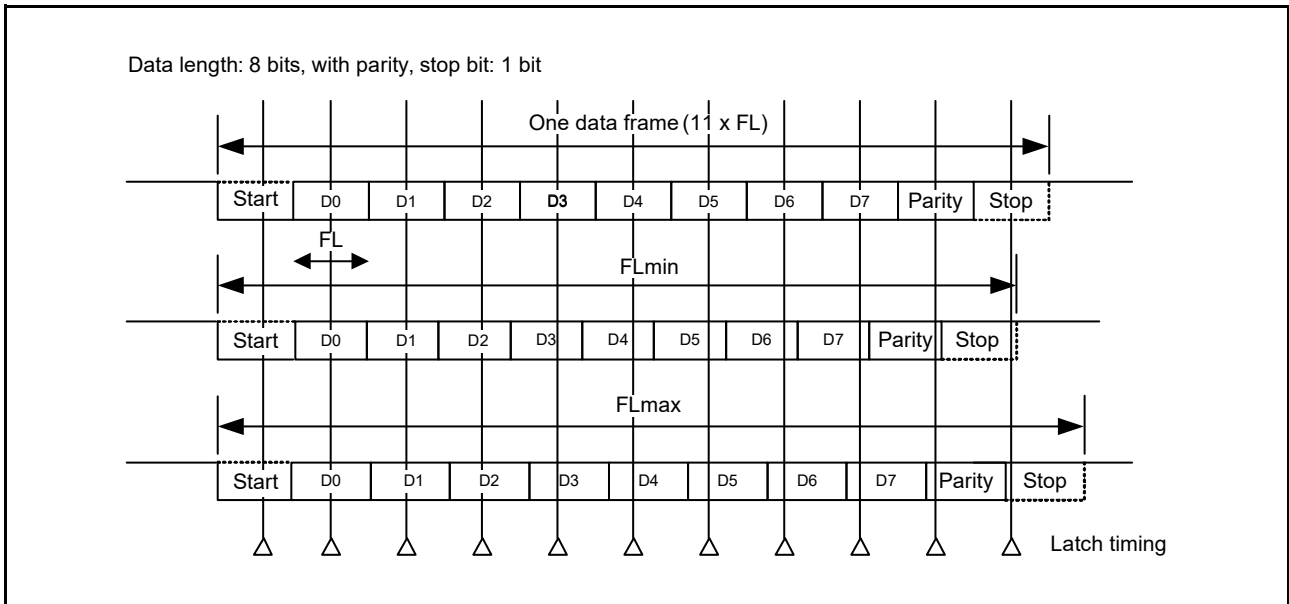 Data length: 8 bits, with parity, stop bit: 1 bit
One data frame (11 x FL)
Start D0 D1 D2 D3 D4 D5 D6 D7 Parity Stop
FL
FLmin
Start D0 D1 D2 D3 D4 D5 D6 D7 Parity Stop
FLmax
Start D0 D1 D2 D3 D4 D5 D6 D7 Parity Stop
Latch timing